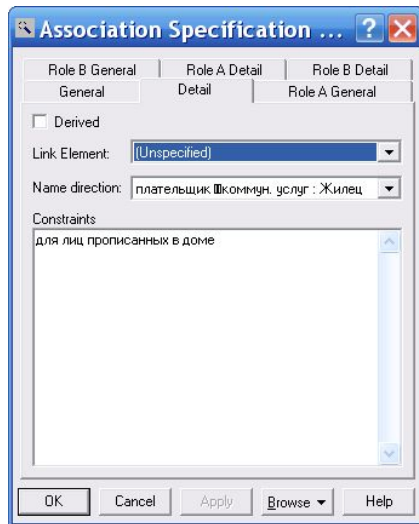 Association Specification ...
Role B General
Role A Detail
Role B Detail
General
Detail
Role A General
Derived
Link Element:
(Unspecified)
Name direction:
плательщик коммун. услуг : Жилец
Constraints
для лиц прописанных в доме
OK
Cancel
Apply
Browse
Help